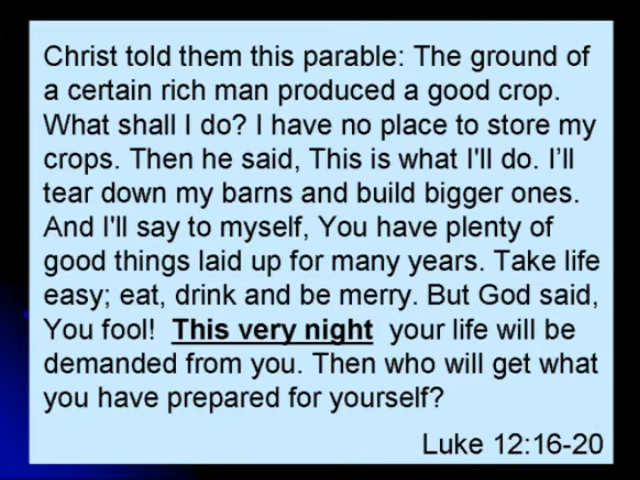 Christ told them this parable: The ground of
a certain rich man produced a good crop.
What shall I do? I have no place to store my
crops. Then he said, This is what I'll do. I’ll
tear down my barns and build bigger ones.
And I'll say to myself, You have plenty of
good things laid up for many years. Take life
easy; eat, drink and be merry. But God said,
You fool! This very night your life will be
demanded from you. Then who will get what
you have prepared for yourself?
Luke 12:16-20